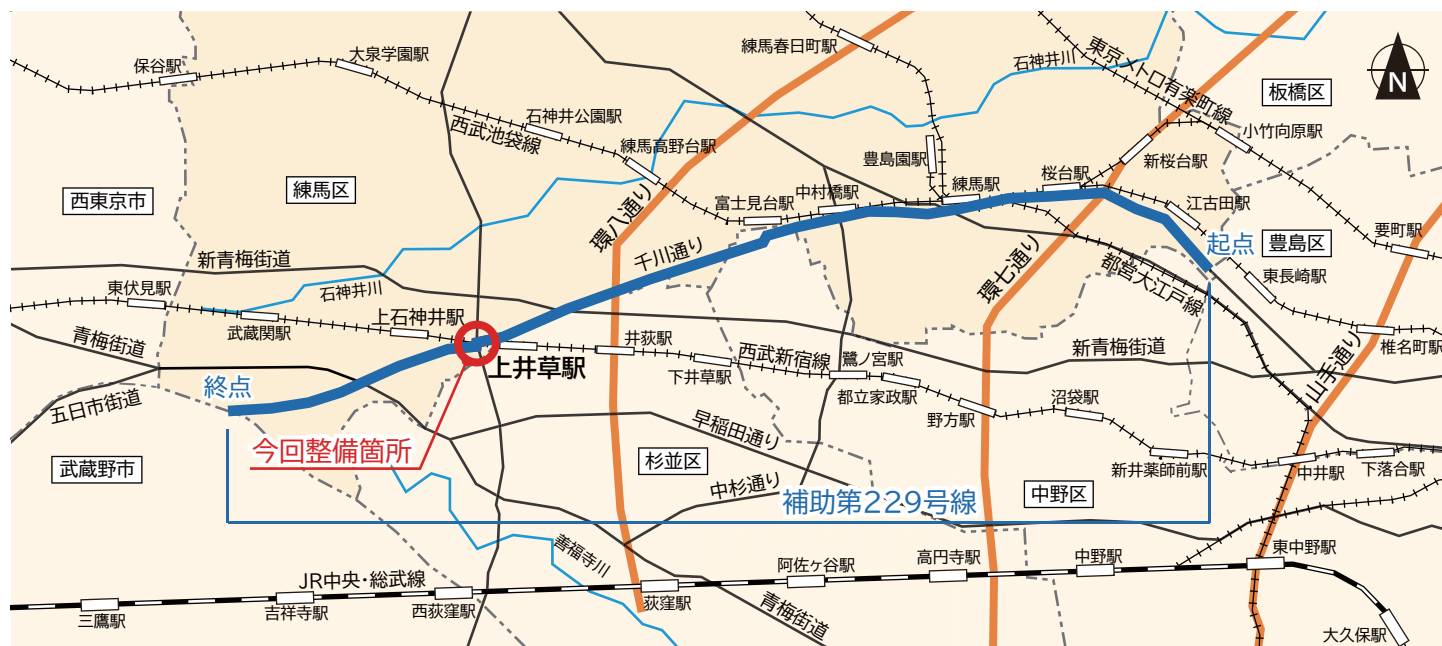 保谷駅
大泉学園駅
練馬春日町駅
石神井川
東京メトロ有楽町線
板橋区
N
石神井公園駅
西武池袋線
練馬高野台駅
豊島園駅
練馬駅
桜台駅
新桜台駅
小竹向原駅
西東京市
練馬区
環八通り
富士見台駅
中村橋駅
江古田駅
起点
豊島区
要町駅
新青梅街道
千川通り
環七通り
都営大江戸線
東長崎駅
東伏見駅
石神井川
武蔵関駅
上石神井駅
上井草駅
井荻駅
下井草駅
西武新宿線
鷺ノ宮駅
都立家政駅
新青梅街道
山手通り
椎名町駅
青梅街道
五日市街道
終点
今回整備箇所
早稲田通り
野方駅
沼袋駅
新井薬師前駅
中井駅
下落合駅
武蔵野市
杉並区
中杉通り
補助第229号線
中野区
善福寺川
JR中央・総武線
三鷹駅
吉祥寺駅
西荻窪駅
荻窪駅
青梅街道
阿佐ヶ谷駅
高円寺駅
中野駅
東中野駅
大久保駅